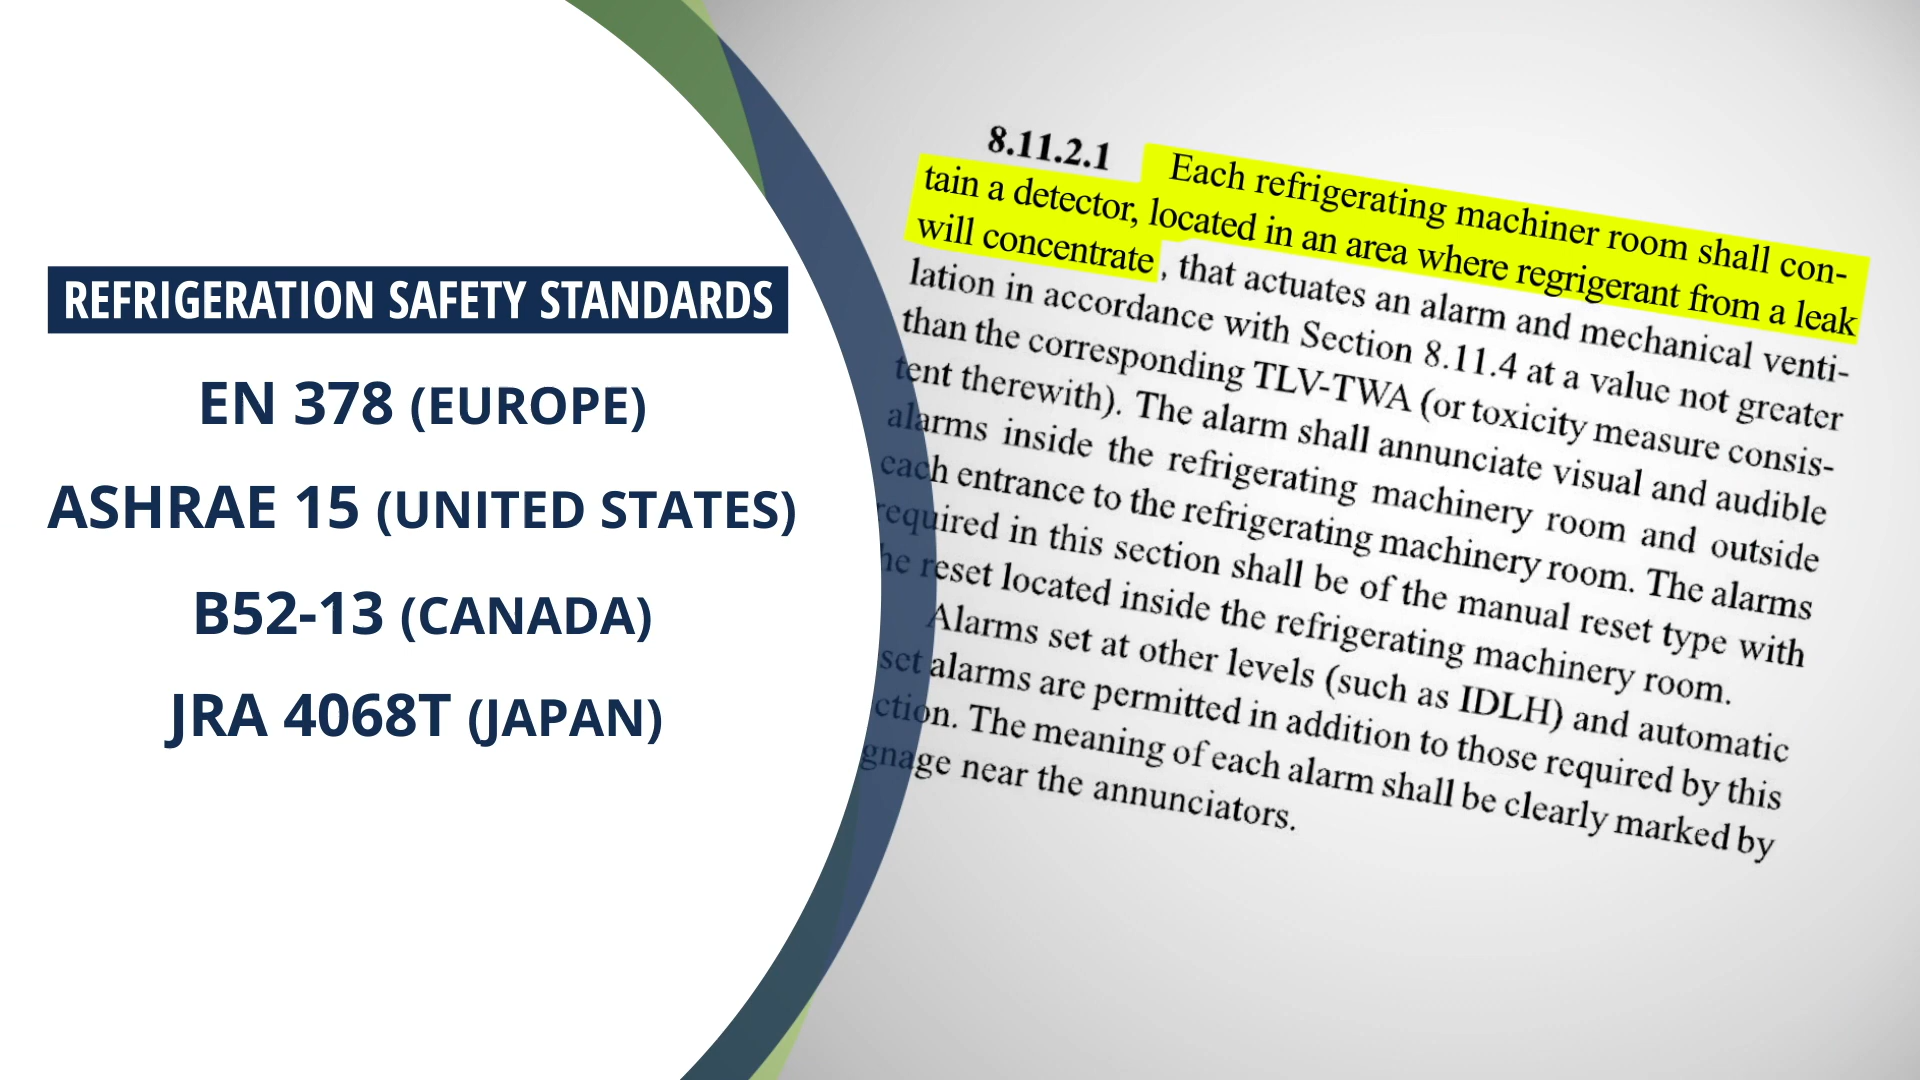 REFRIGERATION SAFETY STANDARDS
EN 378 (EUROPE)
ASHRAE 15 (UNITED STATES)
B52-13 (CANADA)
JRA 4068T (JAPAN)
8.11.2.1 Each refrigerating machiner room shall con-
tain a detector, located in an area where regrigerant from a leak
will concentrate, that actuates an alarm and mechanical venti-
lation in accordance with Section 8.11.4 at a value not greater
than the corresponding TLV-TWA (or toxicity measure consis-
tent therewith). The alarm shall annunciate visual and audible
alarms inside the refrigerating machinery room and outside
each entrance to the refrigerating machinery room. The alarms
required in this section shall be of the manual reset type with
he reset located inside the refrigerating machinery room.
Alarms set at other levels (such as IDLH) and automatic
set alarms are permitted in addition to those required by this
ction. The meaning of each alarm shall be clearly marked by
gnage near the annunciators.